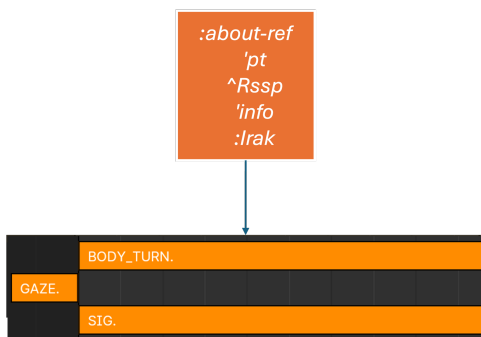 :about-ref
'pt
^Rssp
'info
:Irak
BODY_TURN.
GAZE.
SIG.